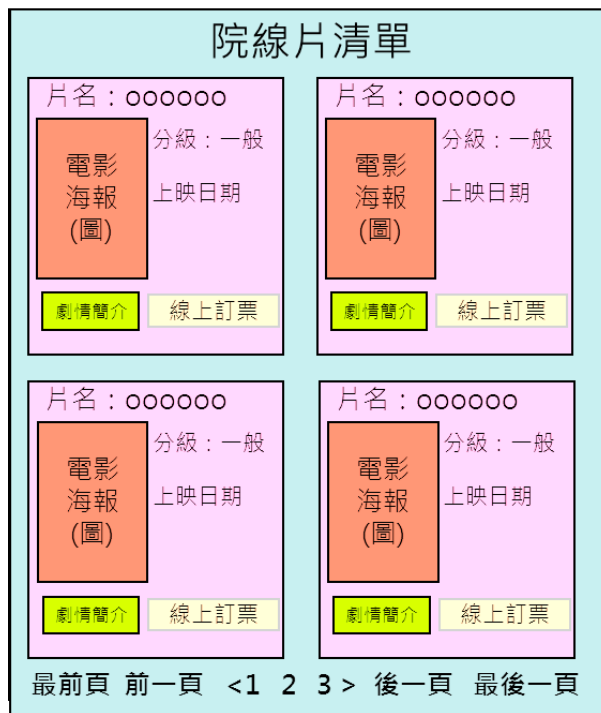 院線片清單
片名：oooooo
電影
海報
(圖)
分級：一般
上映日期
劇情簡介 線上訂票
片名：oooooo
電影
海報
(圖)
分級：一般
上映日期
劇情簡介 線上訂票
片名：oooooo
電影
海報
(圖)
分級：一般
上映日期
劇情簡介 線上訂票
片名：oooooo
電影
海報
(圖)
分級：一般
上映日期
劇情簡介 線上訂票
最前頁 前一頁 <1 2 3 > 後一頁 最後一頁